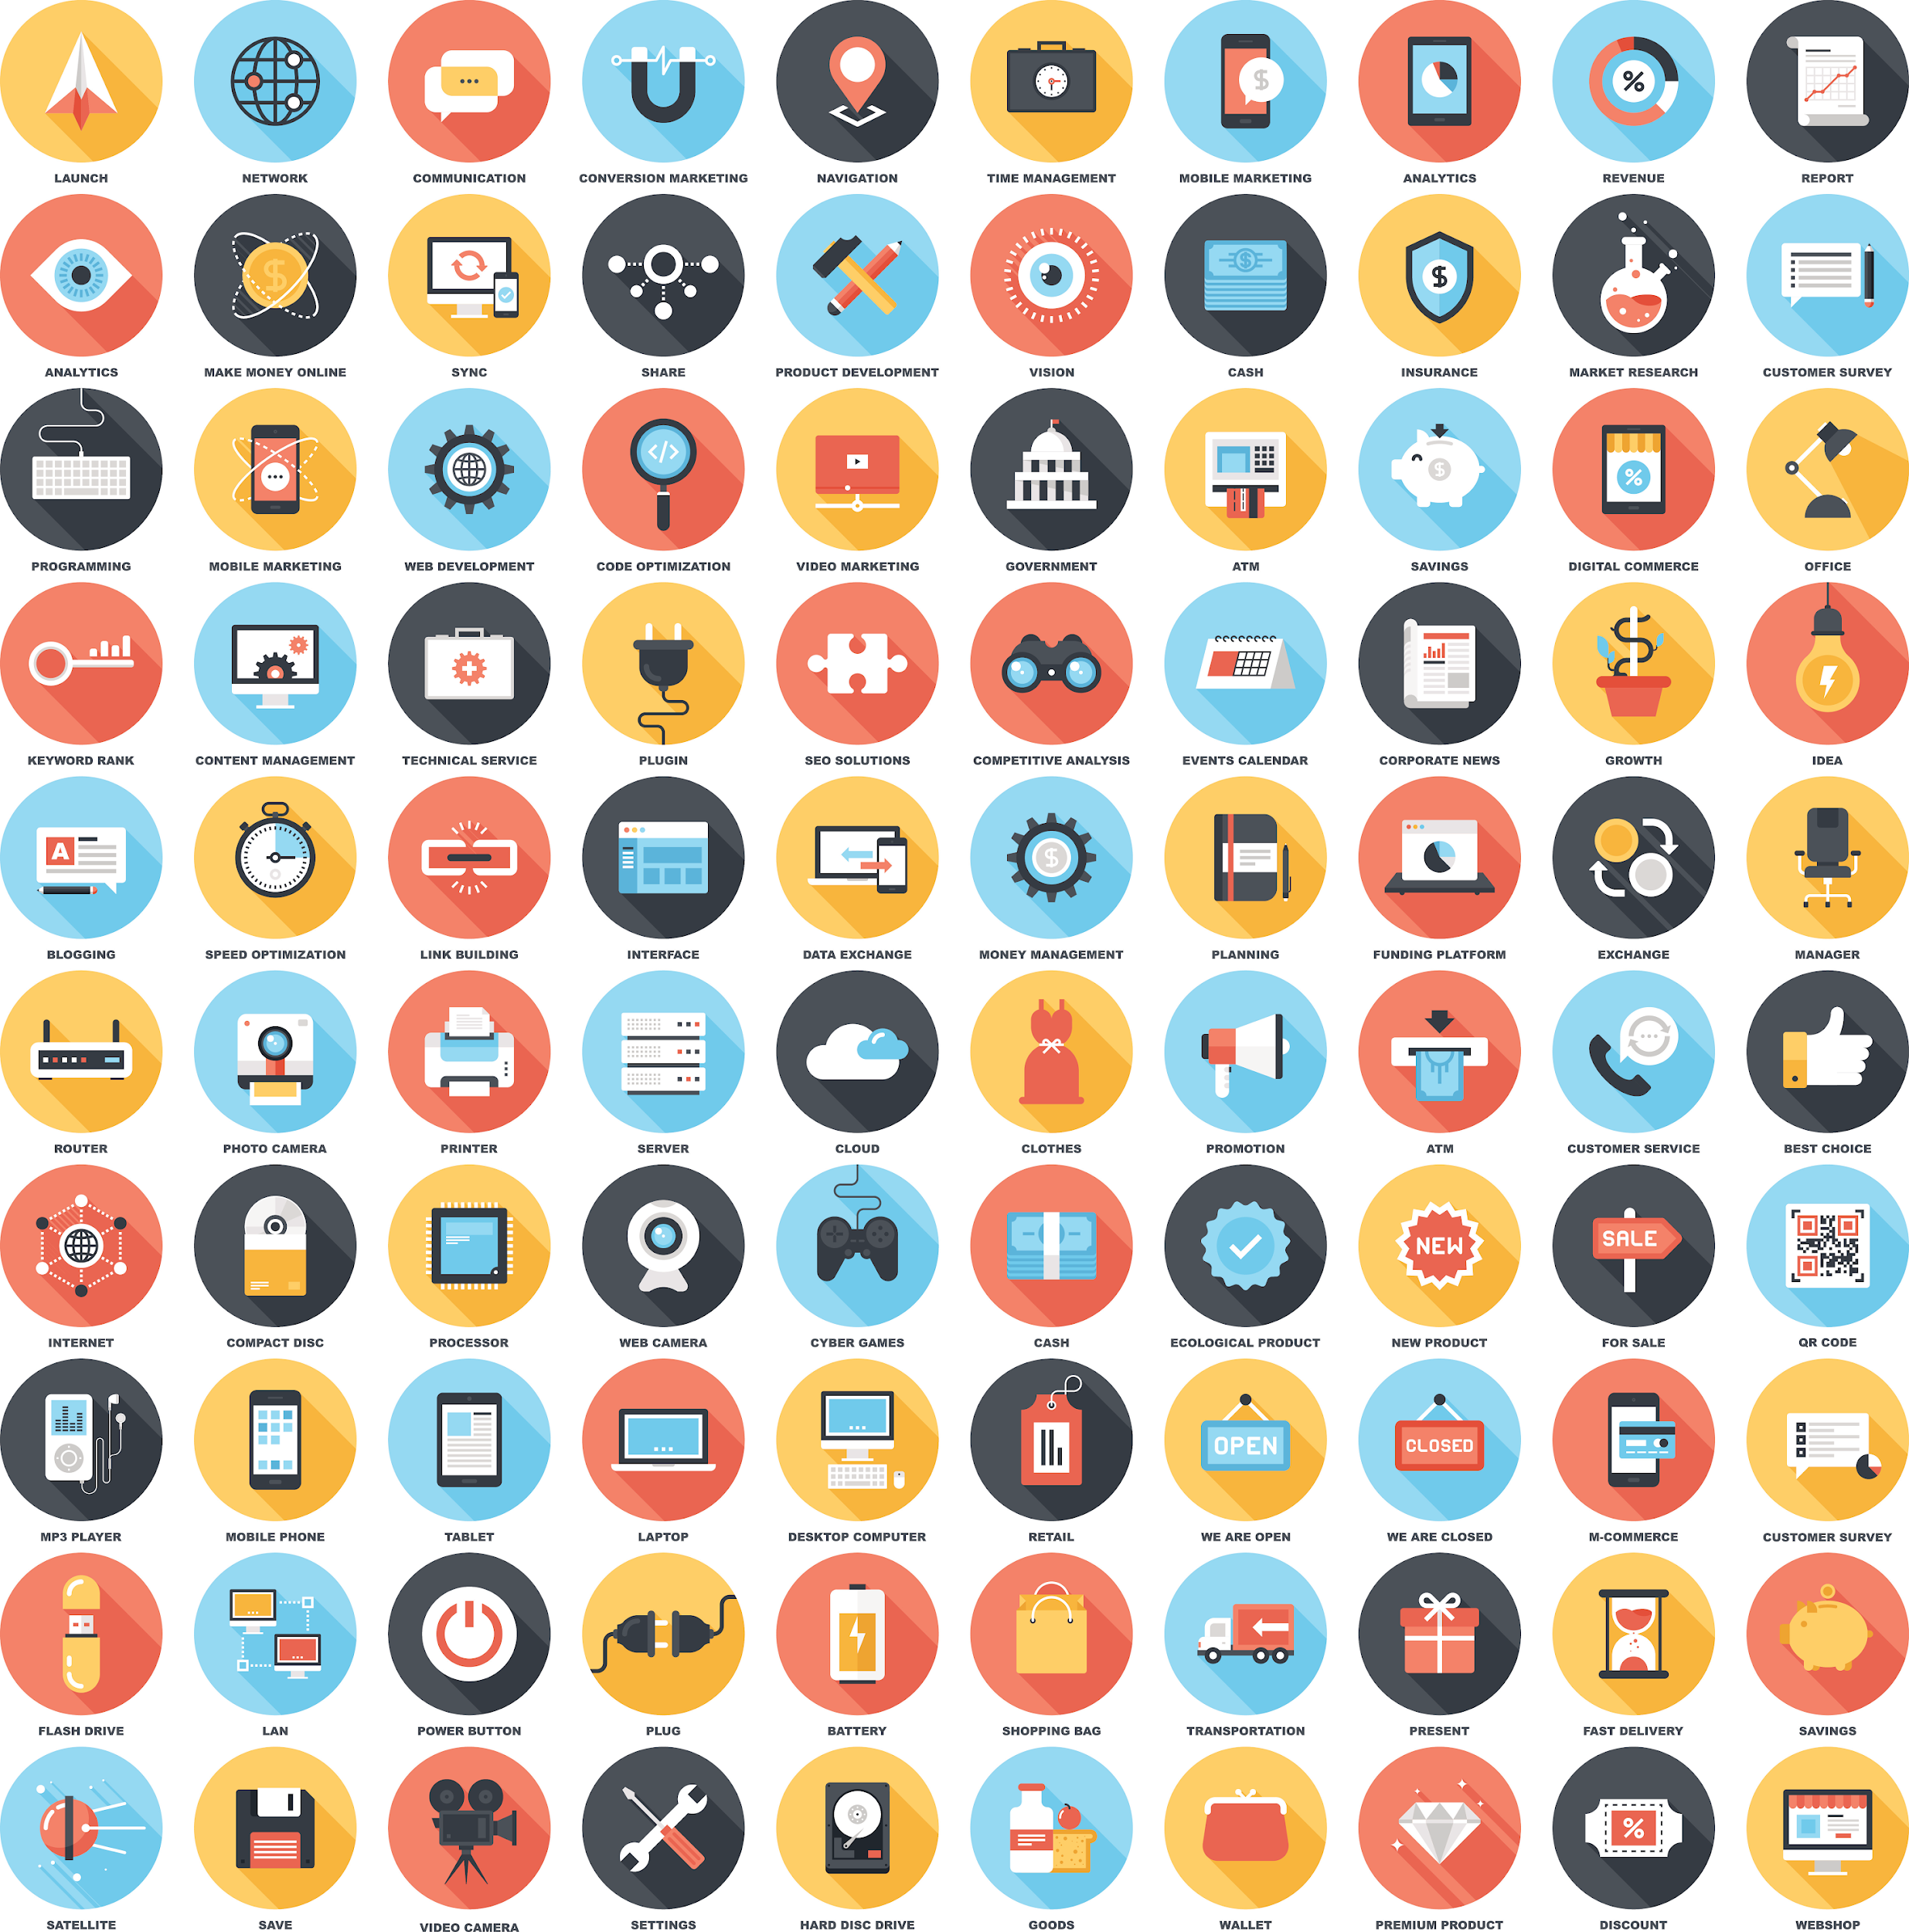 %
LAUNCH NETWORK COMMUNICATION CONVERSION MARKETING NAVIGATION TIME MANAGEMENT MOBILE MARKETING ANALYTICS REVENUE REPORT
$
$
$
$
ANALYTICS MAKE MONEY ONLINE SYNC SHARE PRODUCT DEVELOPMENT VISION CASH INSURANCE MARKET RESEARCH CUSTOMER SURVEY
</>
$
%
PROGRAMMING MOBILE MARKETING WEB DEVELOPMENT CODE OPTIMIZATION VIDEO MARKETING GOVERNMENT ATM SAVINGS DIGITAL COMMERCE OFFICE
KEYWORD RANK CONTENT MANAGEMENT TECHNICAL SERVICE PLUGIN SEO SOLUTIONS COMPETITIVE ANALYSIS EVENTS CALENDAR CORPORATE NEWS GROWTH IDEA
A
$
BLOGGING SPEED OPTIMIZATION LINK BUILDING INTERFACE DATA EXCHANGE MONEY MANAGEMENT PLANNING FUNDING PLATFORM EXCHANGE MANAGER
ROUTER PHOTO CAMERA PRINTER SERVER CLOUD CLOTHES PROMOTION ATM CUSTOMER SERVICE BEST CHOICE
NEW
SALE
INTERNET COMPACT DISC PROCESSOR WEB CAMERA CYBER GAMES CASH ECOLOGICAL PRODUCT NEW PRODUCT FOR SALE QR CODE
OPEN
CLOSED
MP3 PLAYER MOBILE PHONE TABLET LAPTOP DESKTOP COMPUTER RETAIL WE ARE OPEN WE ARE CLOSED M-COMMERCE CUSTOMER SURVEY
FLASH DRIVE LAN POWER BUTTON PLUG BATTERY SHOPPING BAG TRANSPORTATION PRESENT FAST DELIVERY SAVINGS
%
SATELLITE SAVE VIDEO CAMERA SETTINGS HARD DISC DRIVE GOODS WALLET PREMIUM PRODUCT DISCOUNT WEBSHOP